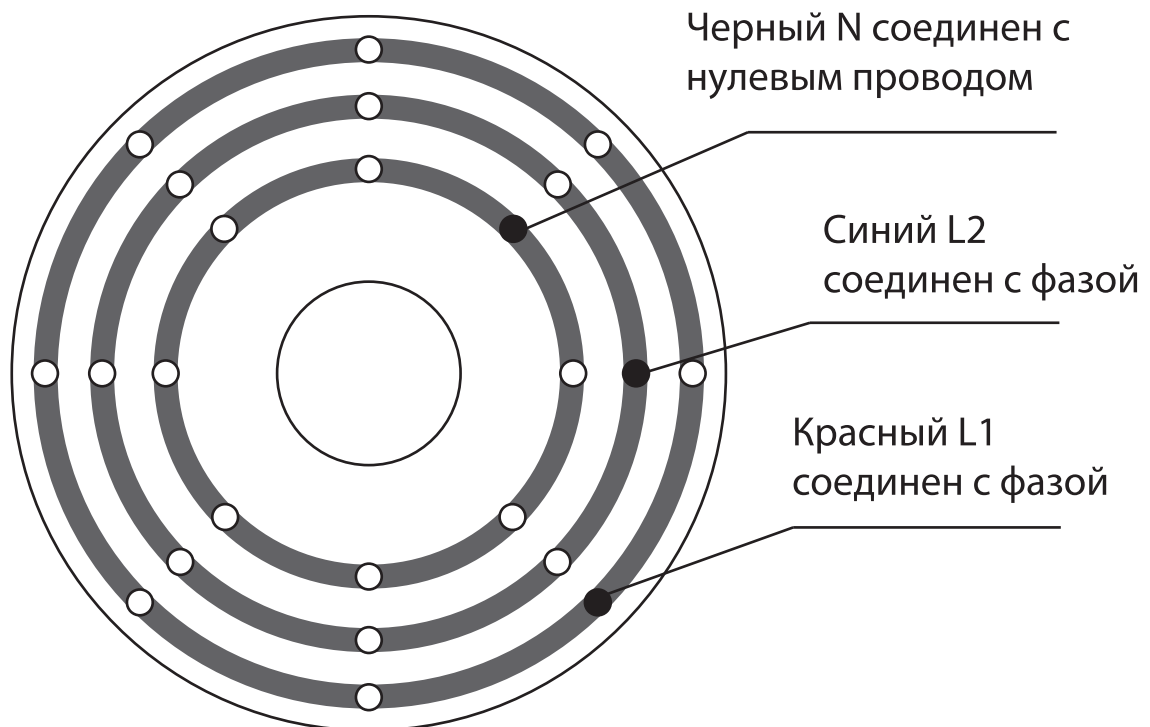 Черный N соединен с
нулевым проводом
Синий L2
соединен с фазой
Красный L1
соединен с фазой